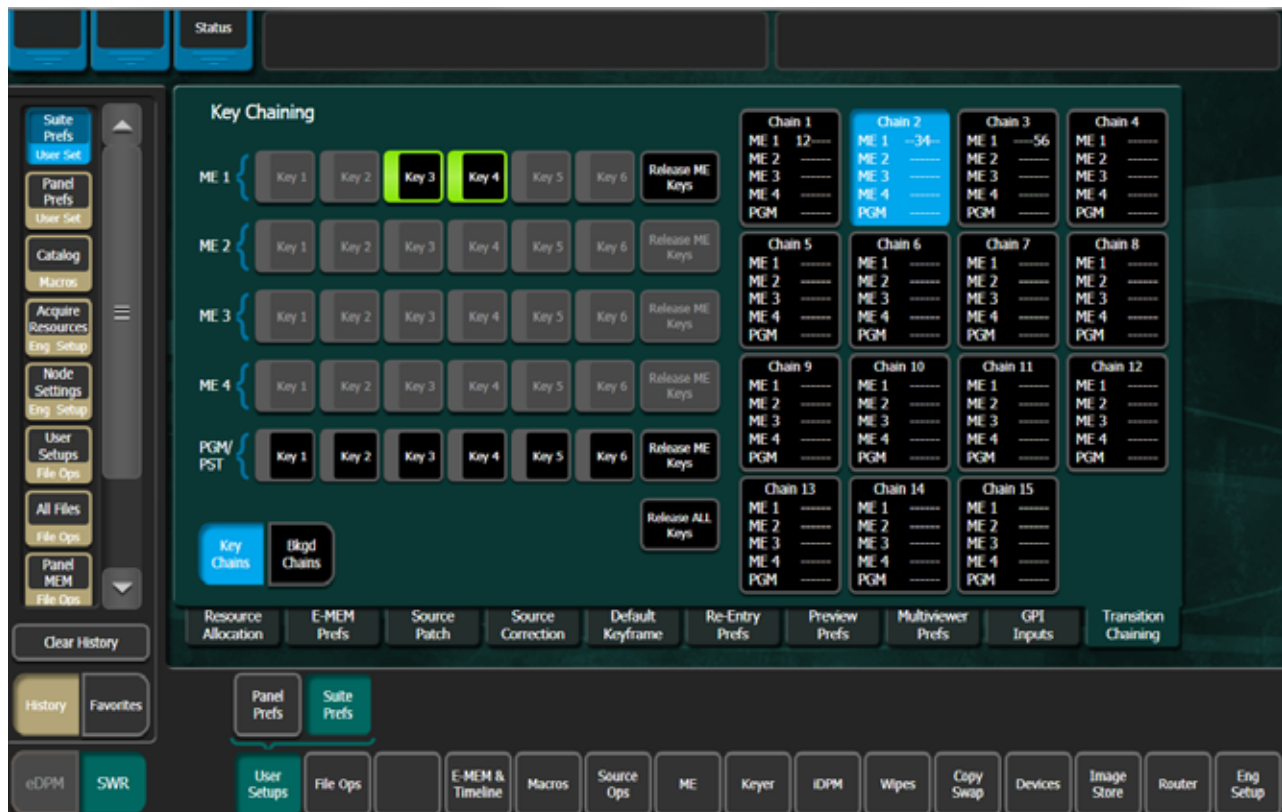 Status
Suite
Prefs
User Set
Panel
Prefs
User Set
Catalog
Macros
Acquire
Resources
Eng Setup
Node
Settings
Eng Setup
User
Setups
File Ops
All Files
File Ops
Panel
MEM
File Ops
Clear History
History Favorites
eDPM SWR
Key Chaining
ME 1 { Key 1 Key 2 Key 3 Key 4 Key 5 Key 6 Release ME Keys
ME 2 { Key 1 Key 2 Key 3 Key 4 Key 5 Key 6 Release ME Keys
ME 3 { Key 1 Key 2 Key 3 Key 4 Key 5 Key 6 Release ME Keys
ME 4 { Key 1 Key 2 Key 3 Key 4 Key 5 Key 6 Release ME Keys
PGM/ PST { Key 1 Key 2 Key 3 Key 4 Key 5 Key 6 Release ME Keys
Release ALL
Keys
Key Chains Bkgd Chains
Chain 1
ME 1 12----
ME 2 ------
ME 3 ------
ME 4 ------
PGM ------
Chain 2
ME 1 --34--
ME 2 ------
ME 3 ------
ME 4 ------
PGM ------
Chain 3
ME 1 ----56
ME 2 ------
ME 3 ------
ME 4 ------
PGM ------
Chain 4
ME 1 ------
ME 2 ------
ME 3 ------
ME 4 ------
PGM ------
Chain 5
ME 1 ------
ME 2 ------
ME 3 ------
ME 4 ------
PGM ------
Chain 6
ME 1 ------
ME 2 ------
ME 3 ------
ME 4 ------
PGM ------
Chain 7
ME 1 ------
ME 2 ------
ME 3 ------
ME 4 ------
PGM ------
Chain 8
ME 1 ------
ME 2 ------
ME 3 ------
ME 4 ------
PGM ------
Chain 9
ME 1 ------
ME 2 ------
ME 3 ------
ME 4 ------
PGM ------
Chain 10
ME 1 ------
ME 2 ------
ME 3 ------
ME 4 ------
PGM ------
Chain 11
ME 1 ------
ME 2 ------
ME 3 ------
ME 4 ------
PGM ------
Chain 12
ME 1 ------
ME 2 ------
ME 3 ------
ME 4 ------
PGM ------
Chain 13
ME 1 ------
ME 2 ------
ME 3 ------
ME 4 ------
PGM ------
Chain 14
ME 1 ------
ME 2 ------
ME 3 ------
ME 4 ------
PGM ------
Chain 15
ME 1 ------
ME 2 ------
ME 3 ------
ME 4 ------
PGM ------
Resource Allocation E-MEM Prefs Source Patch Source Correction Default Keyframe Re-Entry Prefs Preview Prefs Multiviewer Prefs GPI Inputs Transition Chaining
Panel Prefs Suite Prefs
User Setups File Ops E-MEM & Timeline Macros Source Ops ME Keyer iDPM Wipes Copy Swap Devices Image Store Router Eng Setup